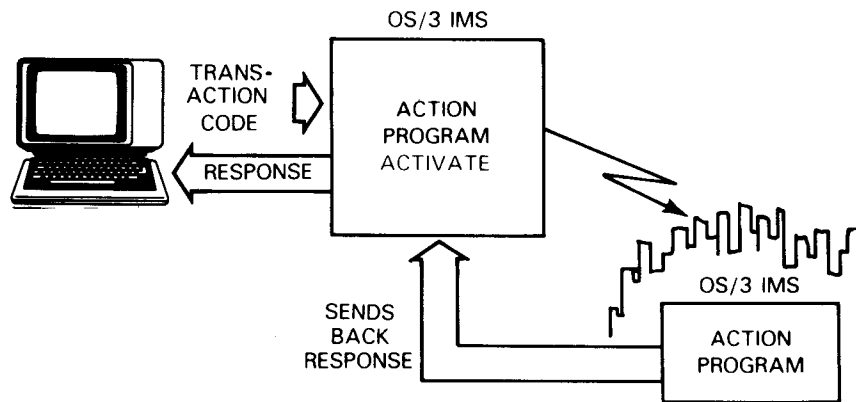 OS/3 IMS
TRANS-
ACTION
CODE
ACTION
PROGRAM
ACTIVATE
RESPONSE
OS/3 IMS
SENDS
BACK
RESPONSE
ACTION
PROGRAM